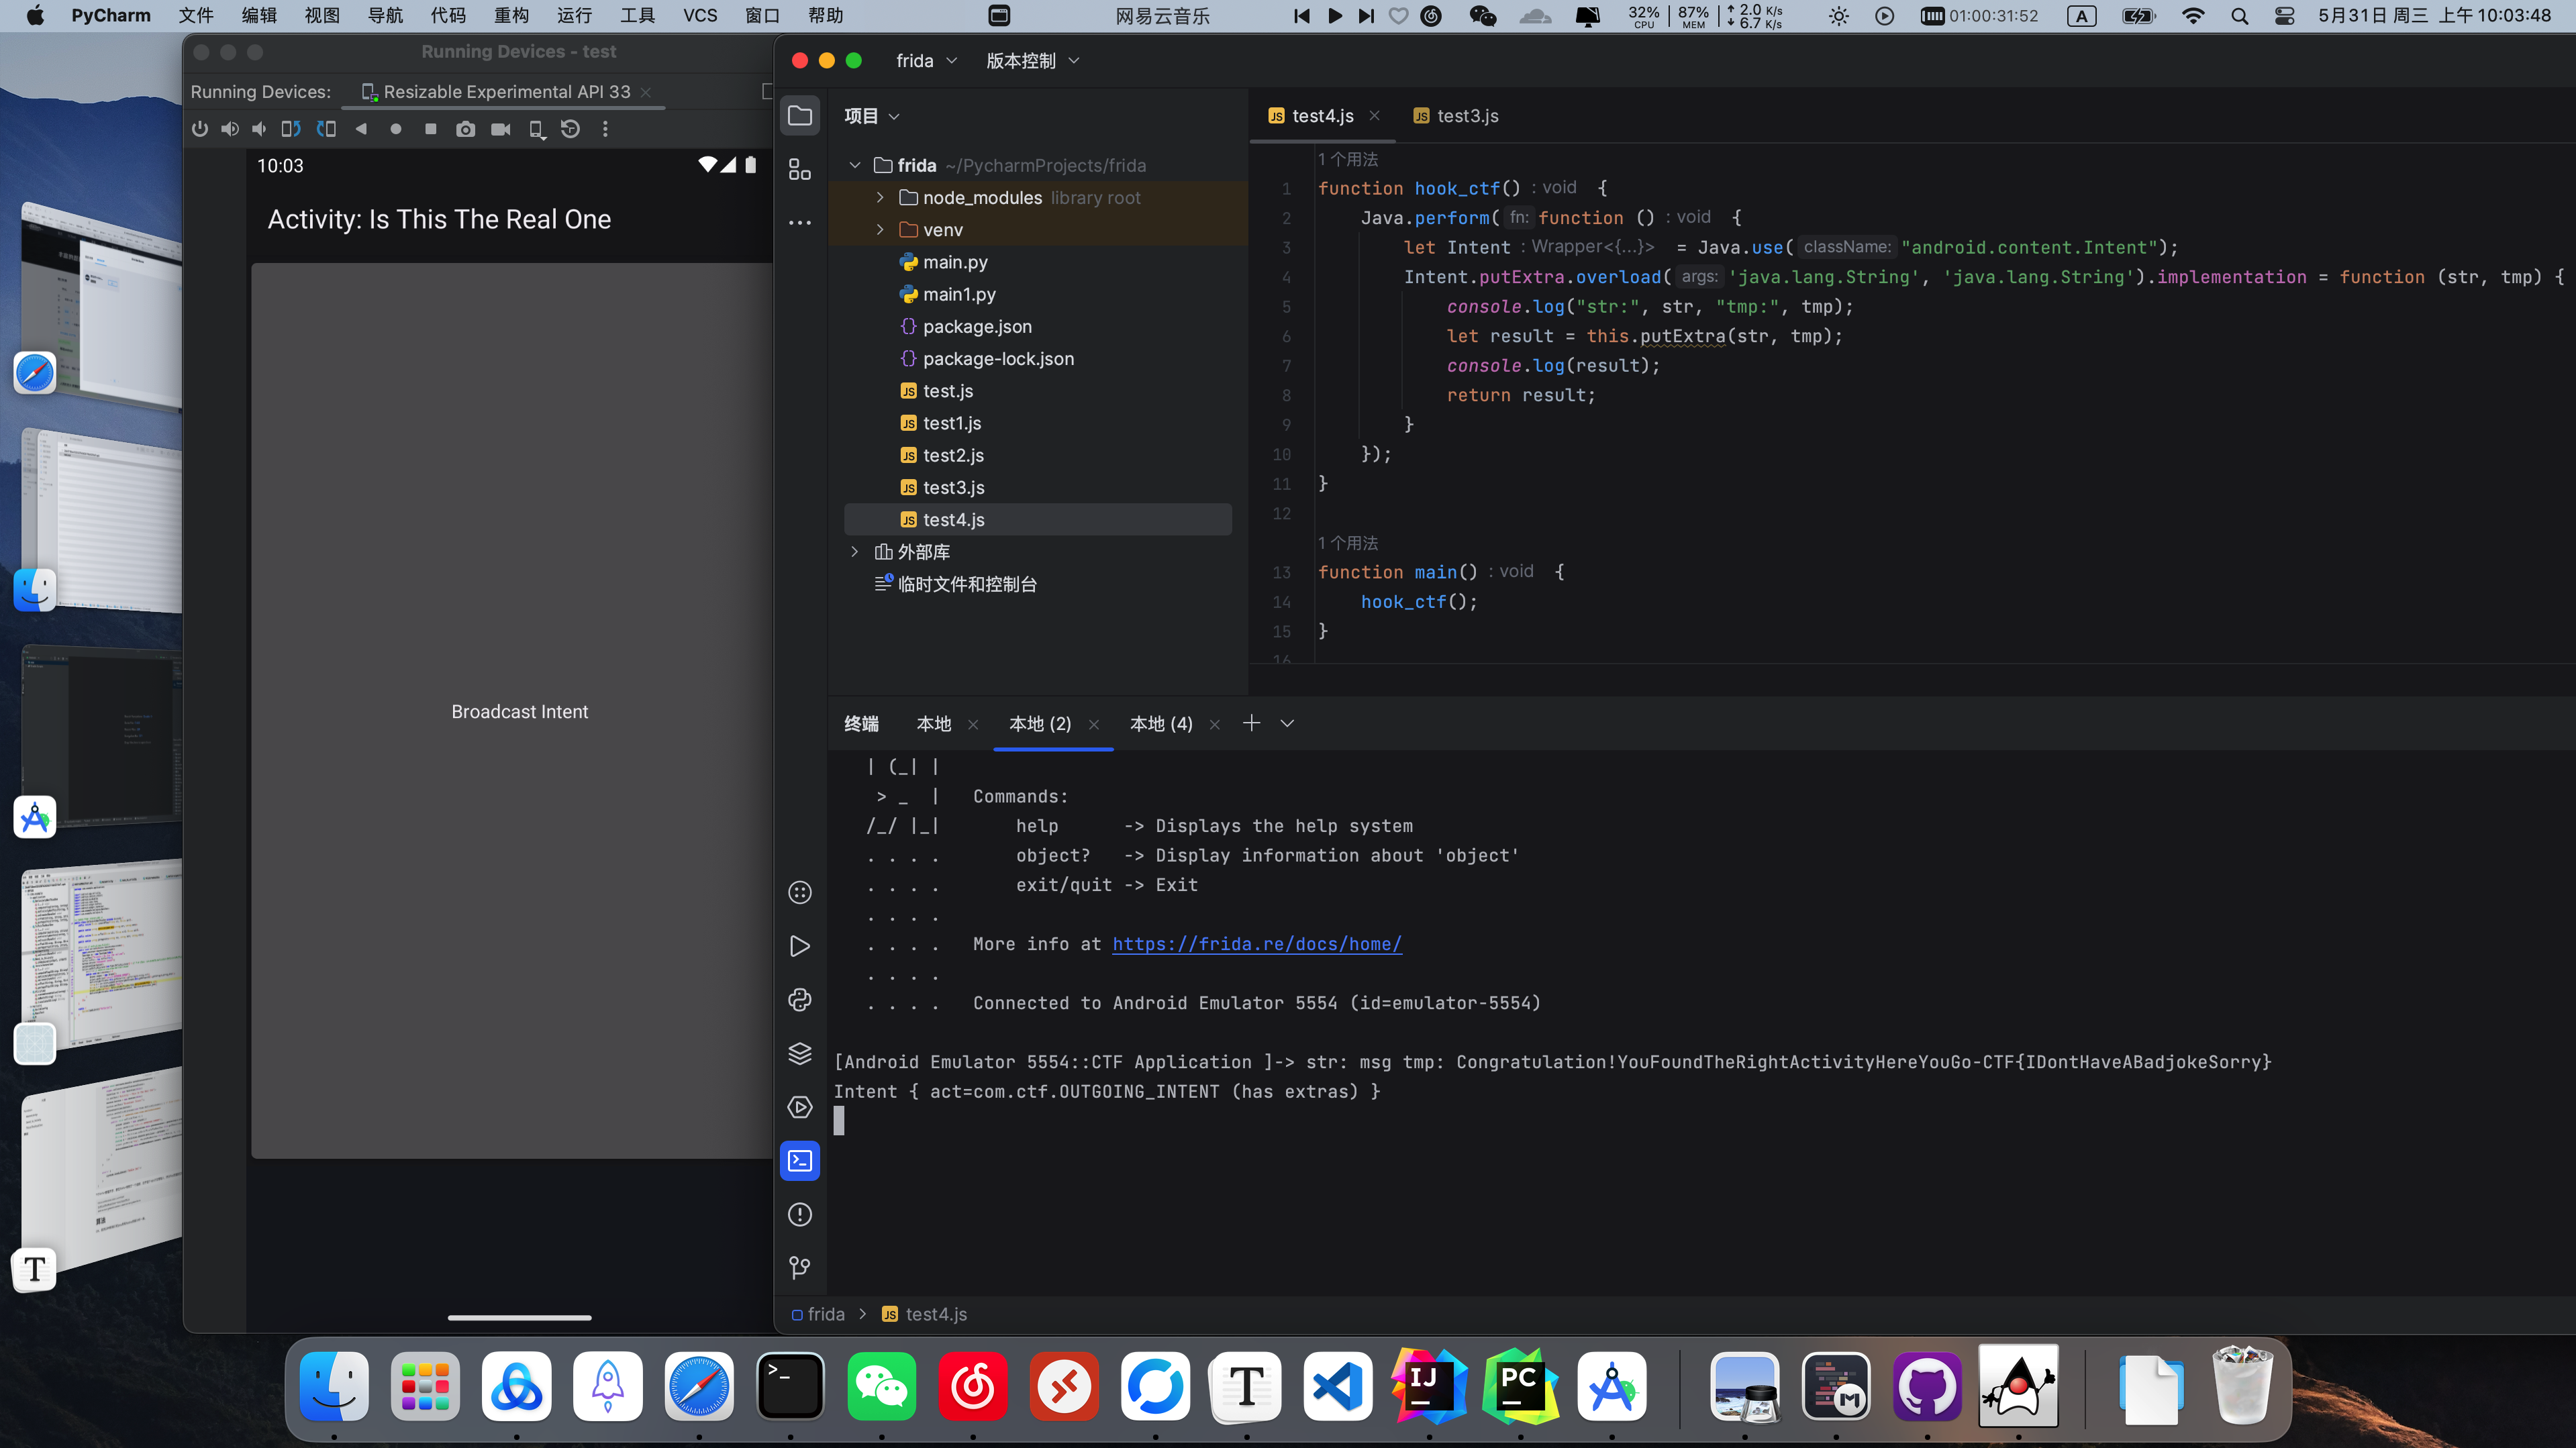 PyCharm 文件 编辑 视图 导航 代码 重构 运行 工具 VCS 窗口 帮助
网易云音乐
32% CPU 87% MEM ↑ 2.0 K/s ↓ 6.7 K/s
01:00:31:52
A
5月31日 周三 上午 10:03:48
Running Devices - test
Running Devices: Resizable Experimental API 33
10:03
Activity: Is This The Real One
Broadcast Intent
frida 版本控制
项目
frida ~/PycharmProjects/frida
node_modules library root
venv
main.py
main1.py
package.json
package-lock.json
test.js
test1.js
test2.js
test3.js
test4.js
外部库
临时文件和控制台
test4.js test3.js
1 个用法
1 function hook_ctf() : void {
2 Java.perform( fn: function () : void {
3 let Intent : Wrapper<{...}> = Java.use( className: "android.content.Intent");
4 Intent.putExtra.overload( args: 'java.lang.String', 'java.lang.String').implementation = function (str, tmp) {
5 console.log("str:", str, "tmp:", tmp);
6 let result = this.putExtra(str, tmp);
7 console.log(result);
8 return result;
9 }
10 });
11 }
12
1 个用法
13 function main() : void {
14 hook_ctf();
15 }
16
终端 本地 本地 (2) 本地 (4)
| (_| |
> _ | Commands:
/_/ |_| help -> Displays the help system
. . . . object? -> Display information about 'object'
. . . . exit/quit -> Exit
. . . .
. . . . More info at https://frida.re/docs/home/
. . . .
. . . . Connected to Android Emulator 5554 (id=emulator-5554)
[Android Emulator 5554::CTF Application ]-> str: msg tmp: Congratulation!YouFoundTheRightActivityHereYouGo-CTF{IDontHaveABadjokeSorry}
Intent { act=com.ctf.OUTGOING_INTENT (has extras) }
frida > test4.js